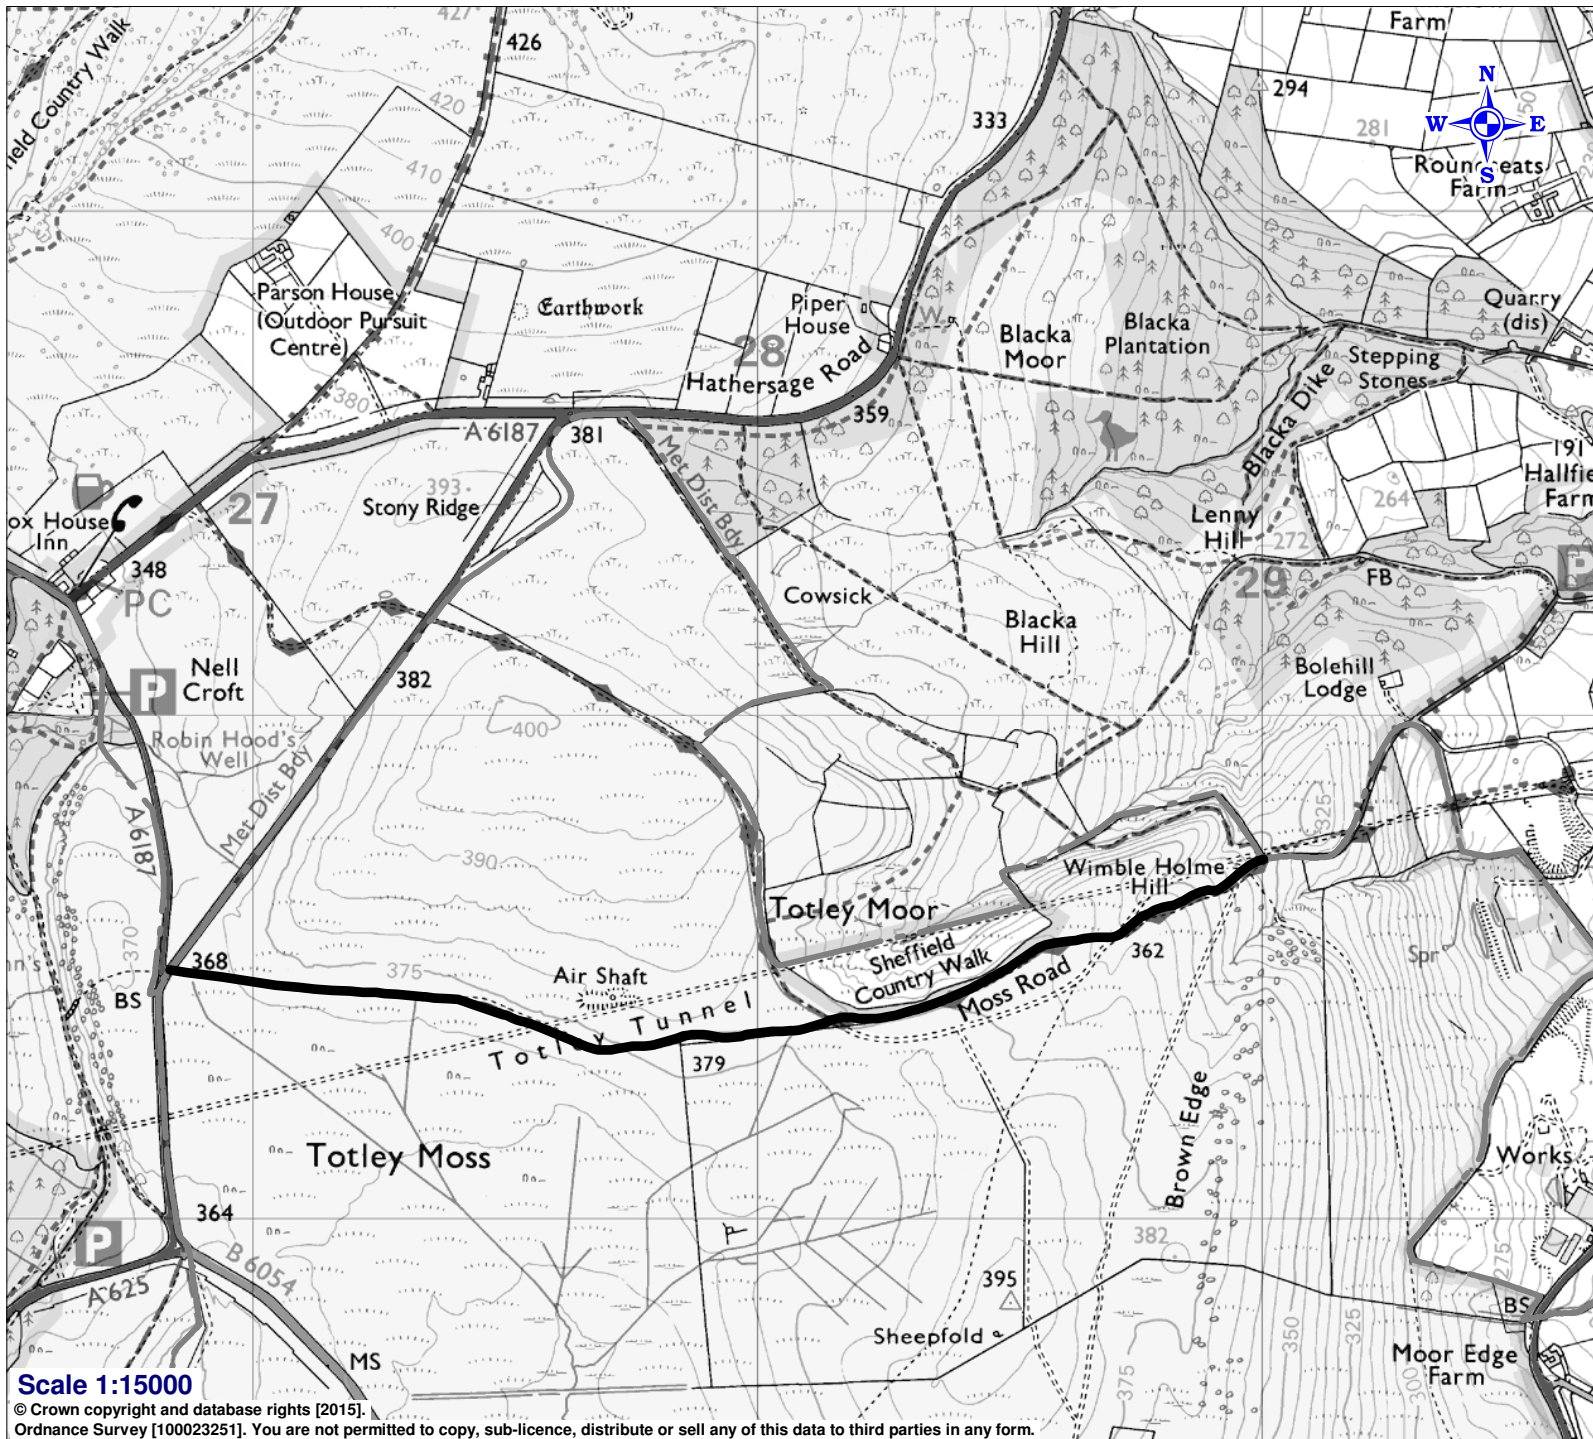 427
Farm
426
field Country Walk
N
294
W
E
420
333
281
250
S
Roundseats
Farm
410
400
Parson House
(Outdoor Pursuit
Centre)
Earthwork
Piper
House
W
Blacka
Moor
Blacka
Plantation
Quarry
(dis)
28
Stepping
Stones
Hathersage Road
380
359
A 6187
381
Blacka Dike
Met Dist Bdy
191
Hallfie
Farm
393
Stony Ridge
264
27
ox House
Inn
Lenny
Hill
272
P
348
PC
29
FB
Cowsick
Blacka
Hill
Nell
Croft
382
Bolehill
Lodge
P
400
Robin Hood's
Well
Met Dist Bdy
A 6187
325
390
Wimble Holme
Hill
Totley Moor
370
368
375
Air Shaft
Sheffield
Country Walk
362
Spr
BS
Moss Road
Totley Tunnel
379
Brown Edge
Totley Moss
Works
364
P
382
B 6054
275
A 625
395
BS
Sheepfold
350
325
MS
Moor Edge
Farm
375
300
Scale 1:15000
© Crown copyright and database rights [2015].
Ordnance Survey [100023251]. You are not permitted to copy, sub-licence, distribute or sell any of this data to third parties in any form.